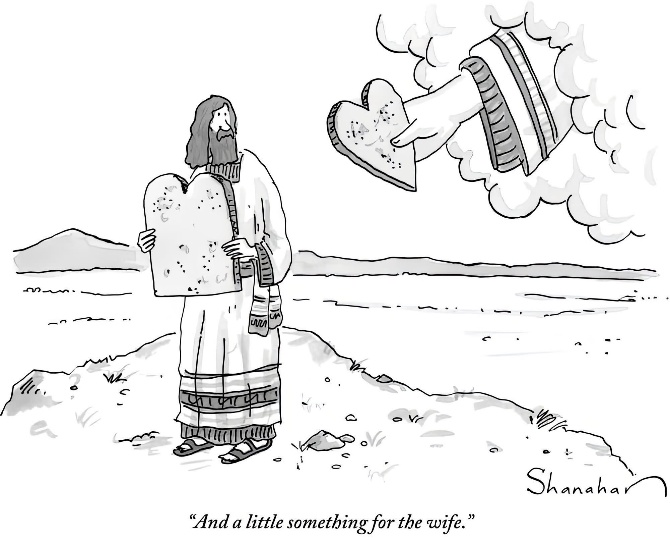 Shanahan
“And a little something for the wife.”